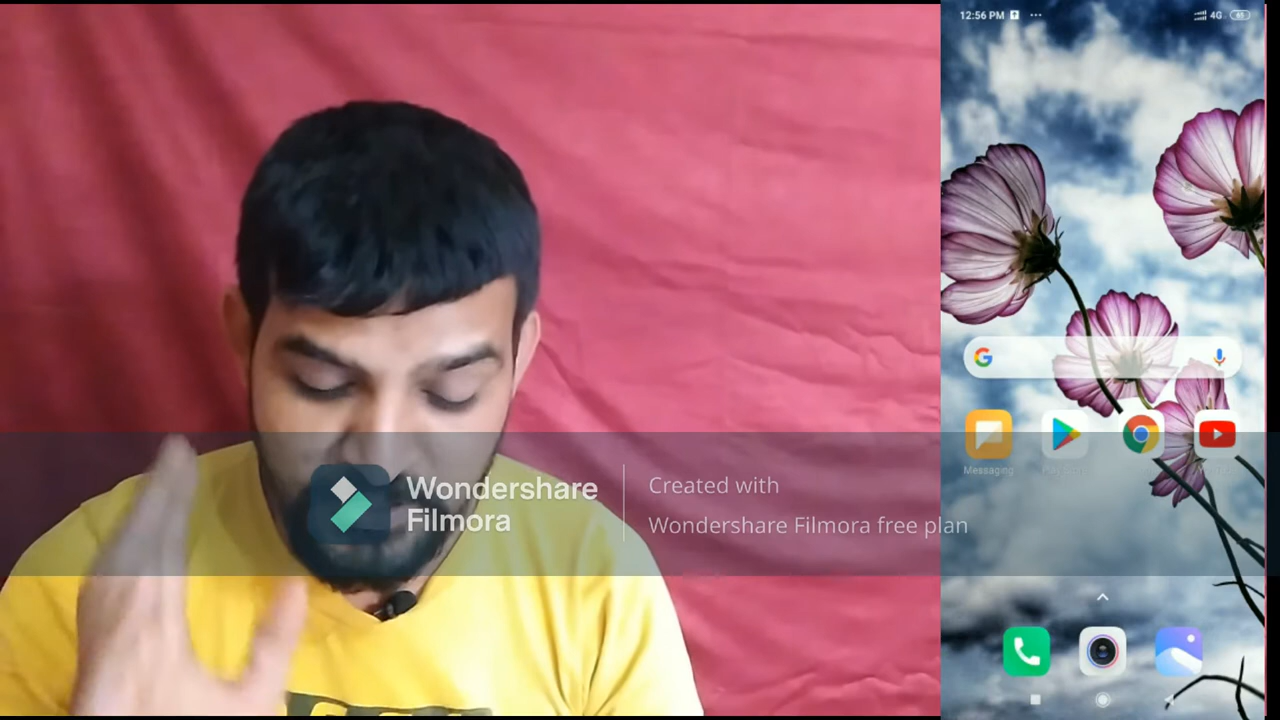 12:56 PM
4G
Messaging
Wondershare
Filmora
Created with
Wondershare Filmora free plan